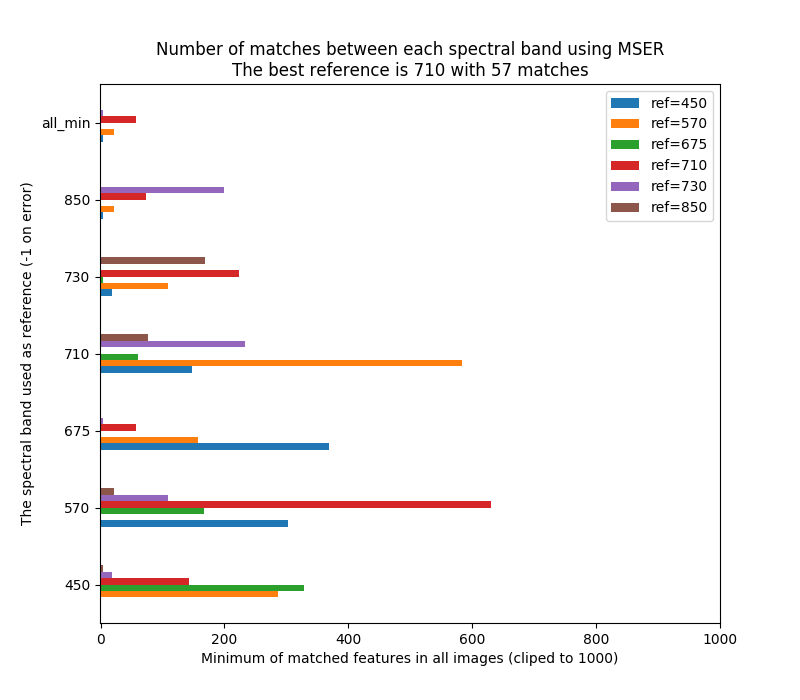 Number of matches between each spectral band using MSER
The best reference is 710 with 57 matches
ref=450
ref=570
ref=675
ref=710
ref=730
ref=850
The spectral band used as reference (-1 on error)
all_min
850
730
710
675
570
450
0 200 400 600 800 1000
Minimum of matched features in all images (cliped to 1000)